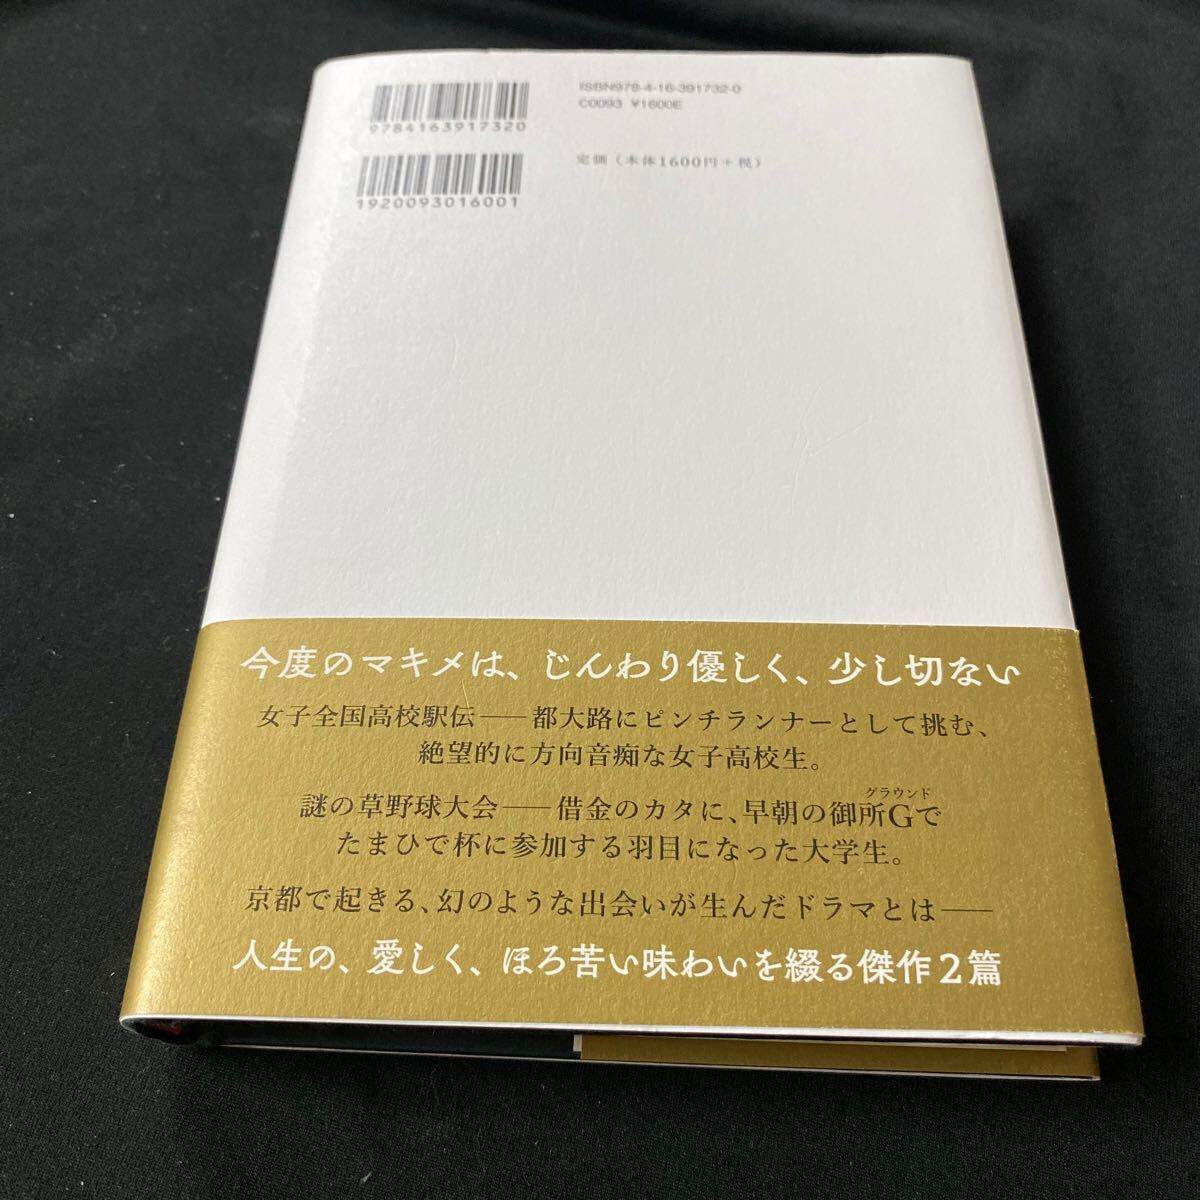 9784163917320
ISBN978-4-16-391732-0
C0093 ¥1600E
1920093016001
定価（本体1600円＋税）
今度のマキメは、じんわり優しく、少し切ない
女子全国高校駅伝――都大路にピンチランナーとして挑む、
絶望的に方向音痴な女子高校生。
グラウンド
謎の草野球大会――借金のカタに、早朝の御所Gで
たまひで杯に参加する羽目になった大学生。
京都で起きる、幻のような出会いが生んだドラマとは――
人生の、愛しく、ほろ苦い味わいを綴る傑作2篇